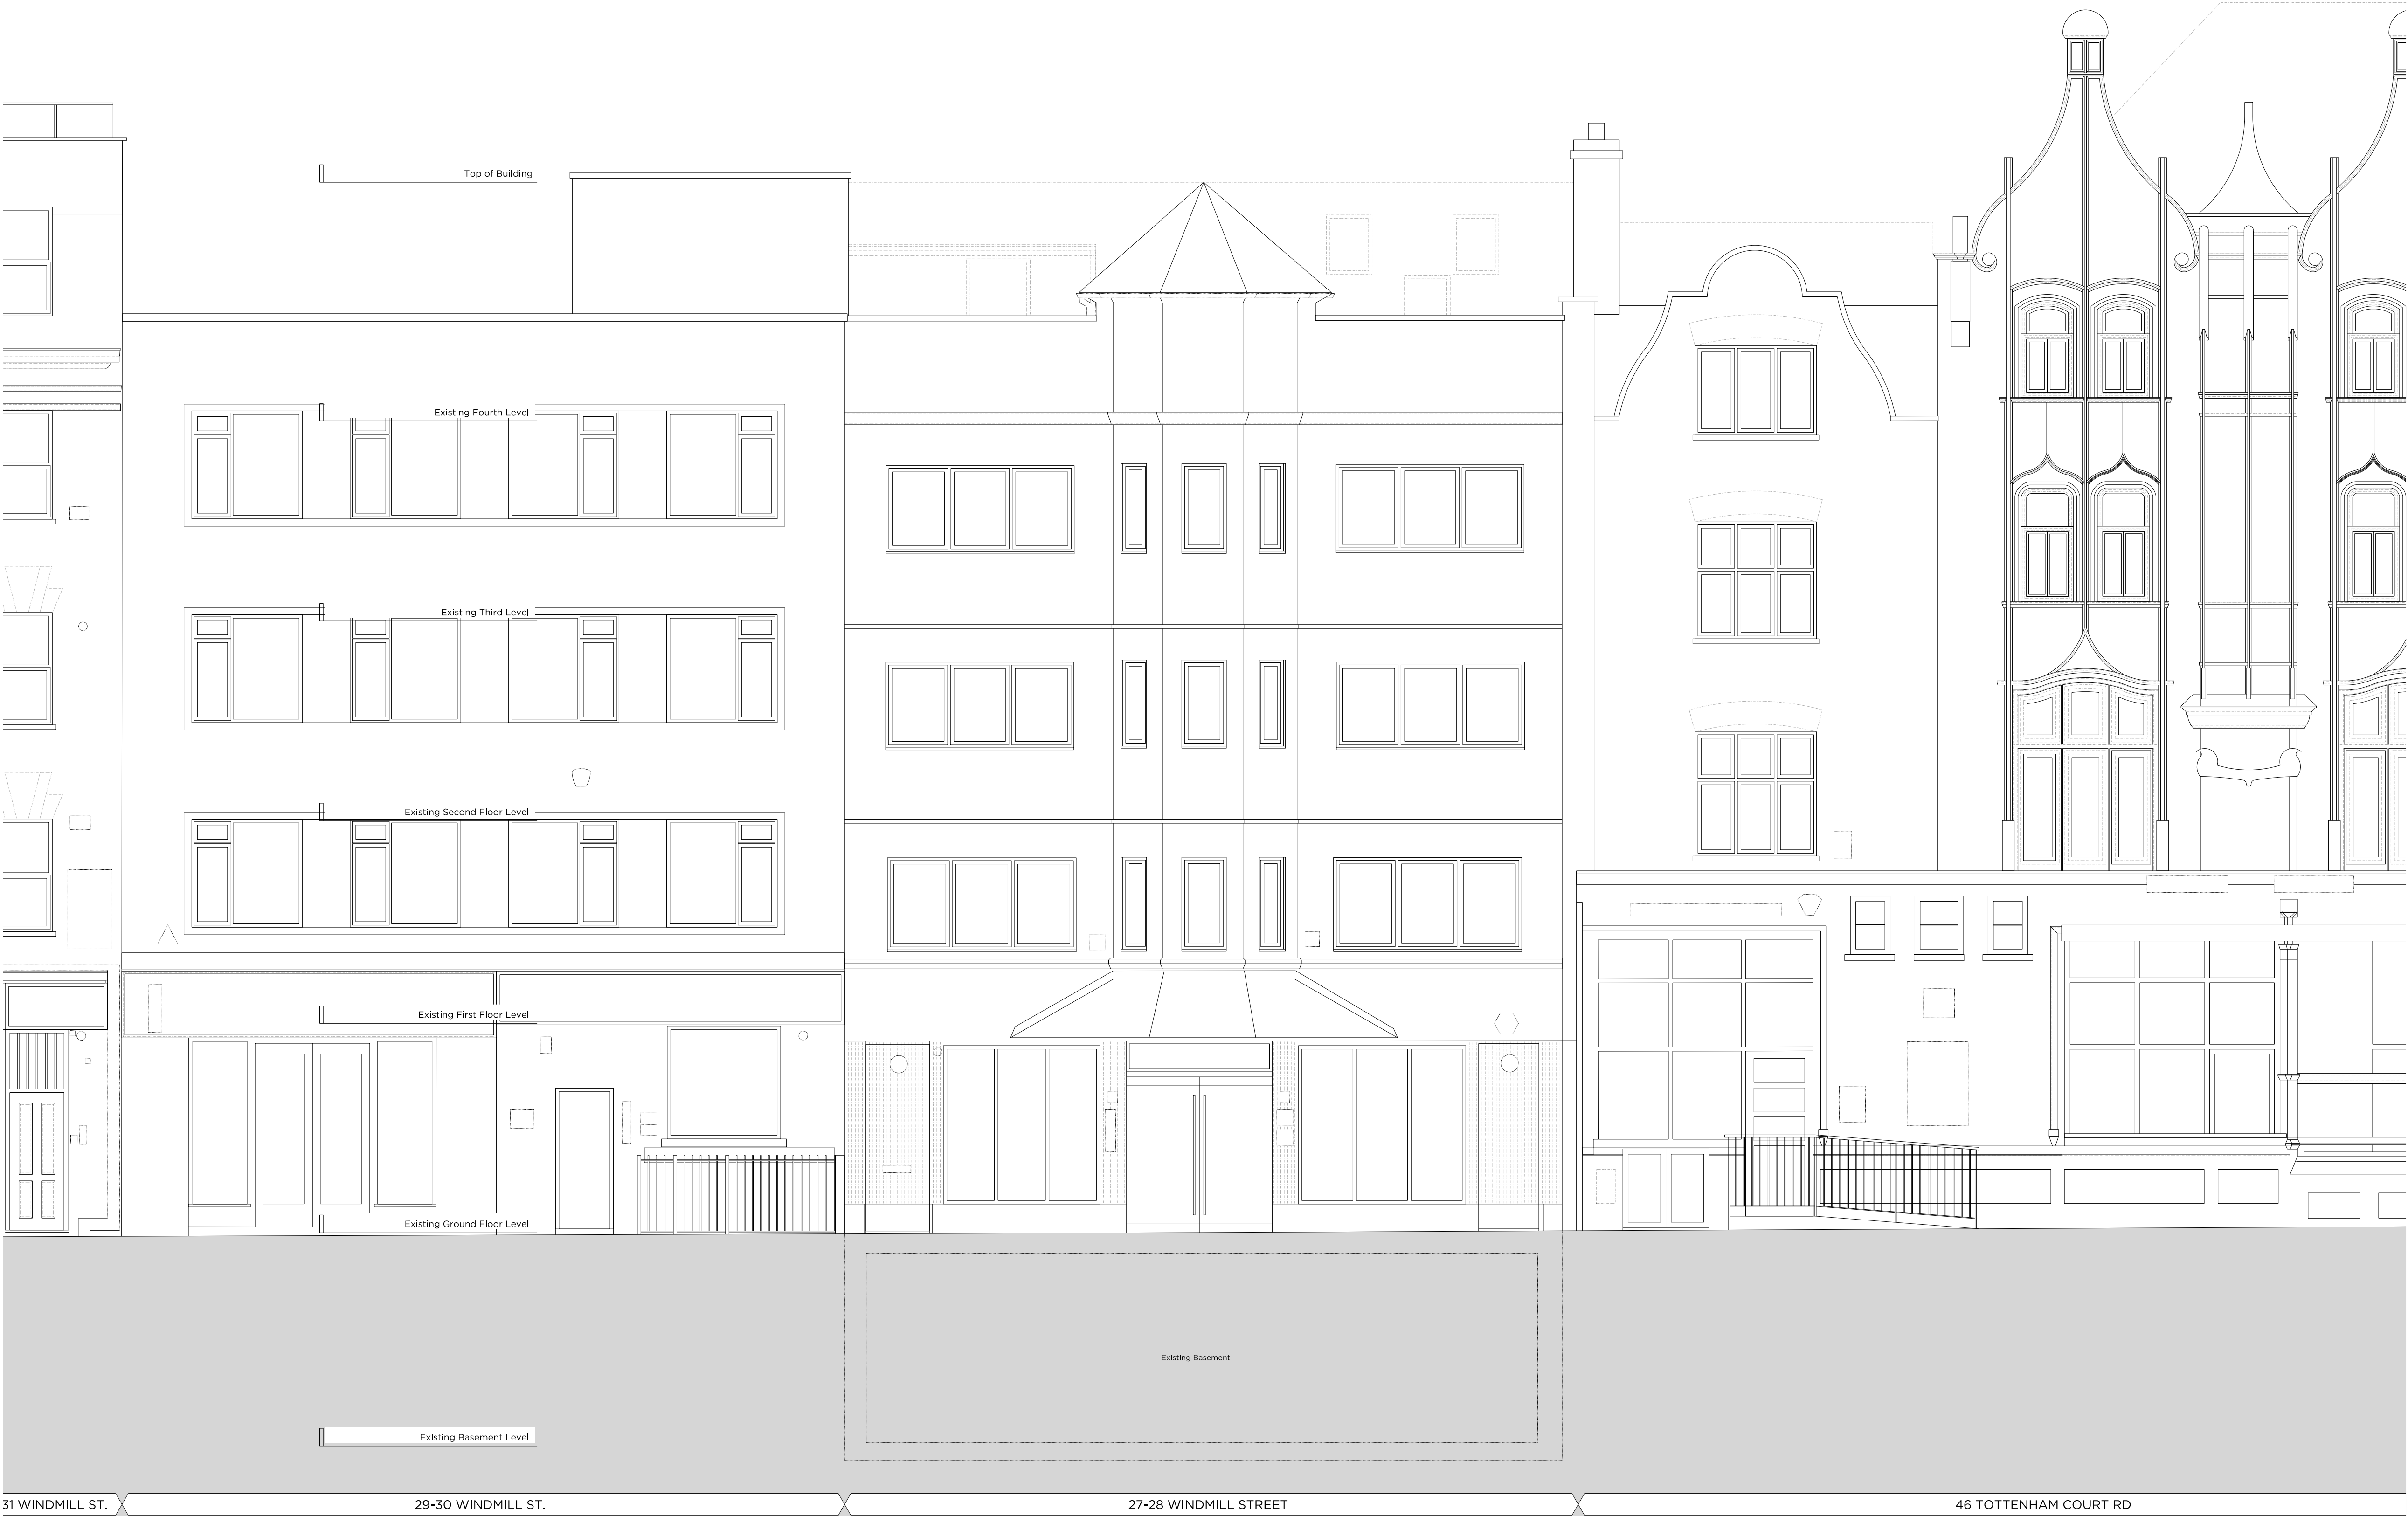 Top of Building
Existing Fourth Level
Existing Third Level
Existing Second Floor Level
Existing First Floor Level
Existing Ground Floor Level
Existing Basement
Existing Basement Level
31 WINDMILL ST.
29-30 WINDMILL ST.
27-28 WINDMILL STREET
46 TOTTENHAM COURT RD